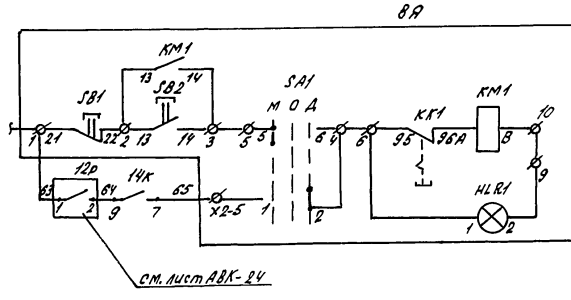 8Я
КМ1
13 14
SB1 SB2 SA1 КК1 КМ1
М О Д
1 21 22 2 13 14 3 5 5 6 4 6 95 96А А В 10
9
12Р 14К
63 1 2 64 9 7 65 Х2-5 1 2
HLR1
1 2
см. лист АВК-24